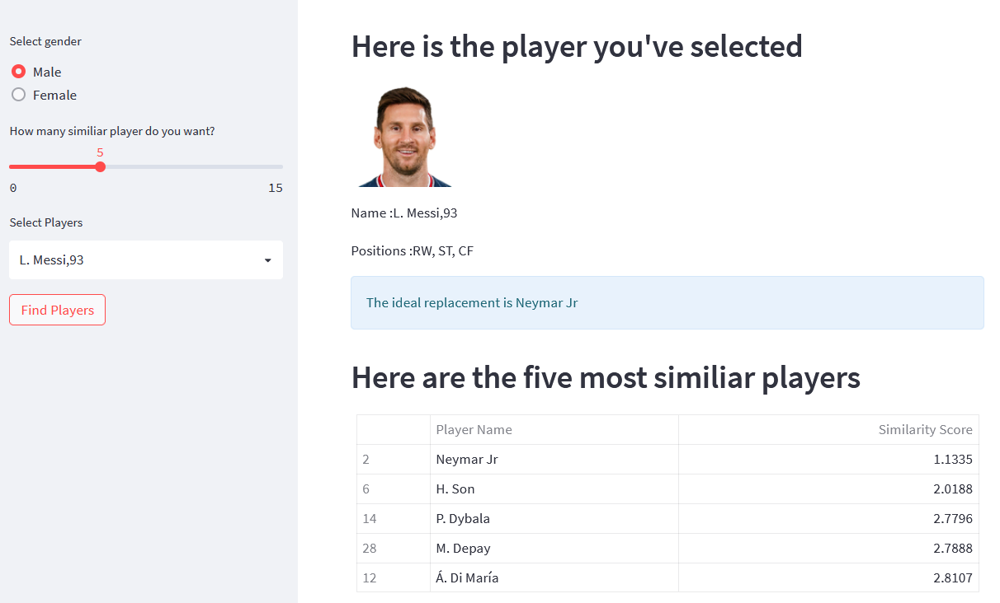 Select gender
Male
Female
How many similiar player do you want?
5
0 15
Select Players
L. Messi,93
Find Players
Here is the player you've selected
Name :L. Messi,93
Positions :RW, ST, CF
The ideal replacement is Neymar Jr
Here are the five most similiar players
Player Name Similarity Score
2 Neymar Jr 1.1335
6 H. Son 2.0188
14 P. Dybala 2.7796
28 M. Depay 2.7888
12 Á. Di María 2.8107